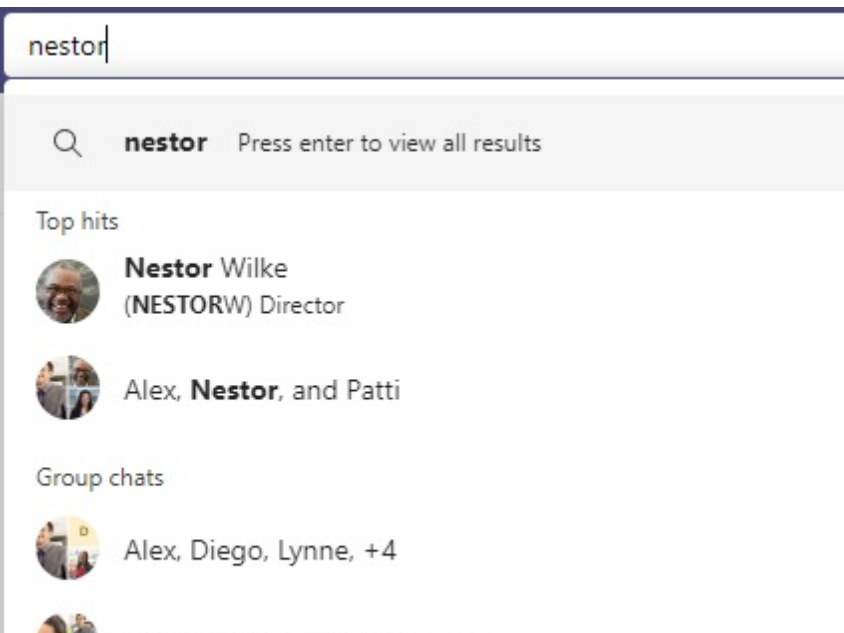 nestor
nestor Press enter to view all results
Top hits
Nestor Wilke
(NESTORW) Director
Alex, Nestor, and Patti
Group chats
D
Alex, Diego, Lynne, +4